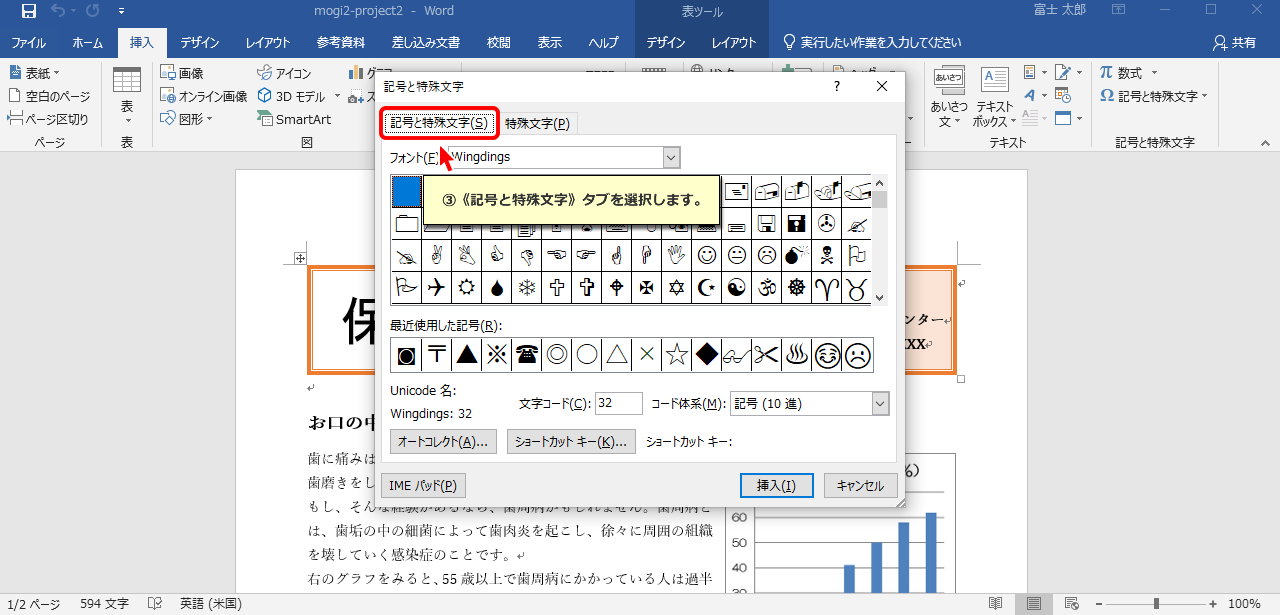 mogi2-project2 - Word
表ツール
富士 太郎
ファイル ホーム 挿入 デザイン レイアウト 参考資料 差し込み文書 校閲 表示 ヘルプ デザイン レイアウト 実行したい作業を入力してください 共有
表紙
空白のページ
ページ区切り
ページ
表
表
画像
オンライン画像
図形
アイコン
3D モデル
SmartArt
図
あいさつ
あいさつ文
テキスト ボックス
テキスト
π 数式
Ω 記号と特殊文字
記号と特殊文字
記号と特殊文字
?
記号と特殊文字(S) 特殊文字(P)
フォント(F) Wingdings
③《記号と特殊文字》タブを選択します。
最近使用した記号(R):
Unicode 名:
Wingdings: 32
文字コード(C): 32
コード体系(M): 記号 (10 進)
オートコレクト(A)... ショートカット キー(K)... ショートカット キー:
IME パッド(P) 挿入(I) キャンセル
保
ンター
XX
お口の中
歯に痛みは
歯磨きをし
もし、そんな経験があるなら、歯周病かもしれません。歯周病と
は、歯垢の中の細菌によって歯肉炎を起こし、徐々に周囲の組織
を壊していく感染症のことです。
右のグラフをみると、55 歳以上で歯周病にかかっている人は過半
%)
60
50
40
30
1/2 ページ 594 文字 英語 (米国) 100%